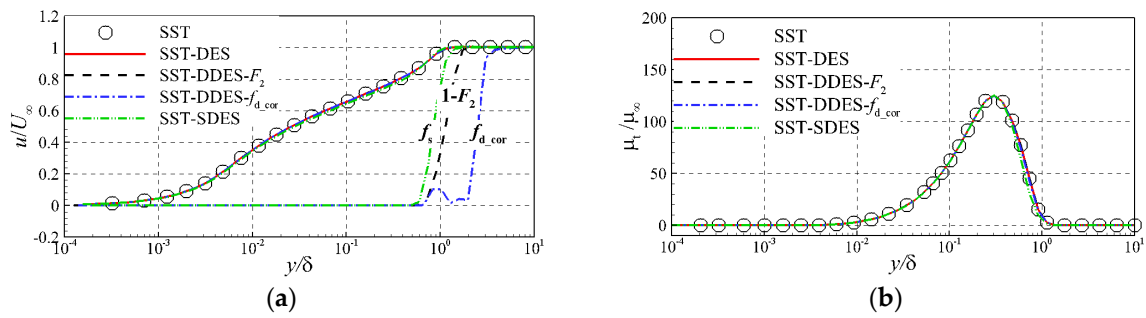 1.2
1
0.8
0.6
0.4
0.2
0
-0.2
u/U∞
SST
SST-DES
SST-DDES-F₂
SST-DDES-f_d_cor
SST-SDES
1-F₂
f_s
f_d_cor
10⁻⁴
10⁻³
10⁻²
10⁻¹
10⁰
10¹
y/δ
(a)
200
150
100
50
0
μ_t/μ_∞
SST
SST-DES
SST-DDES-F₂
SST-DDES-f_d_cor
SST-SDES
10⁻⁴
10⁻³
10⁻²
10⁻¹
10⁰
10¹
y/δ
(b)